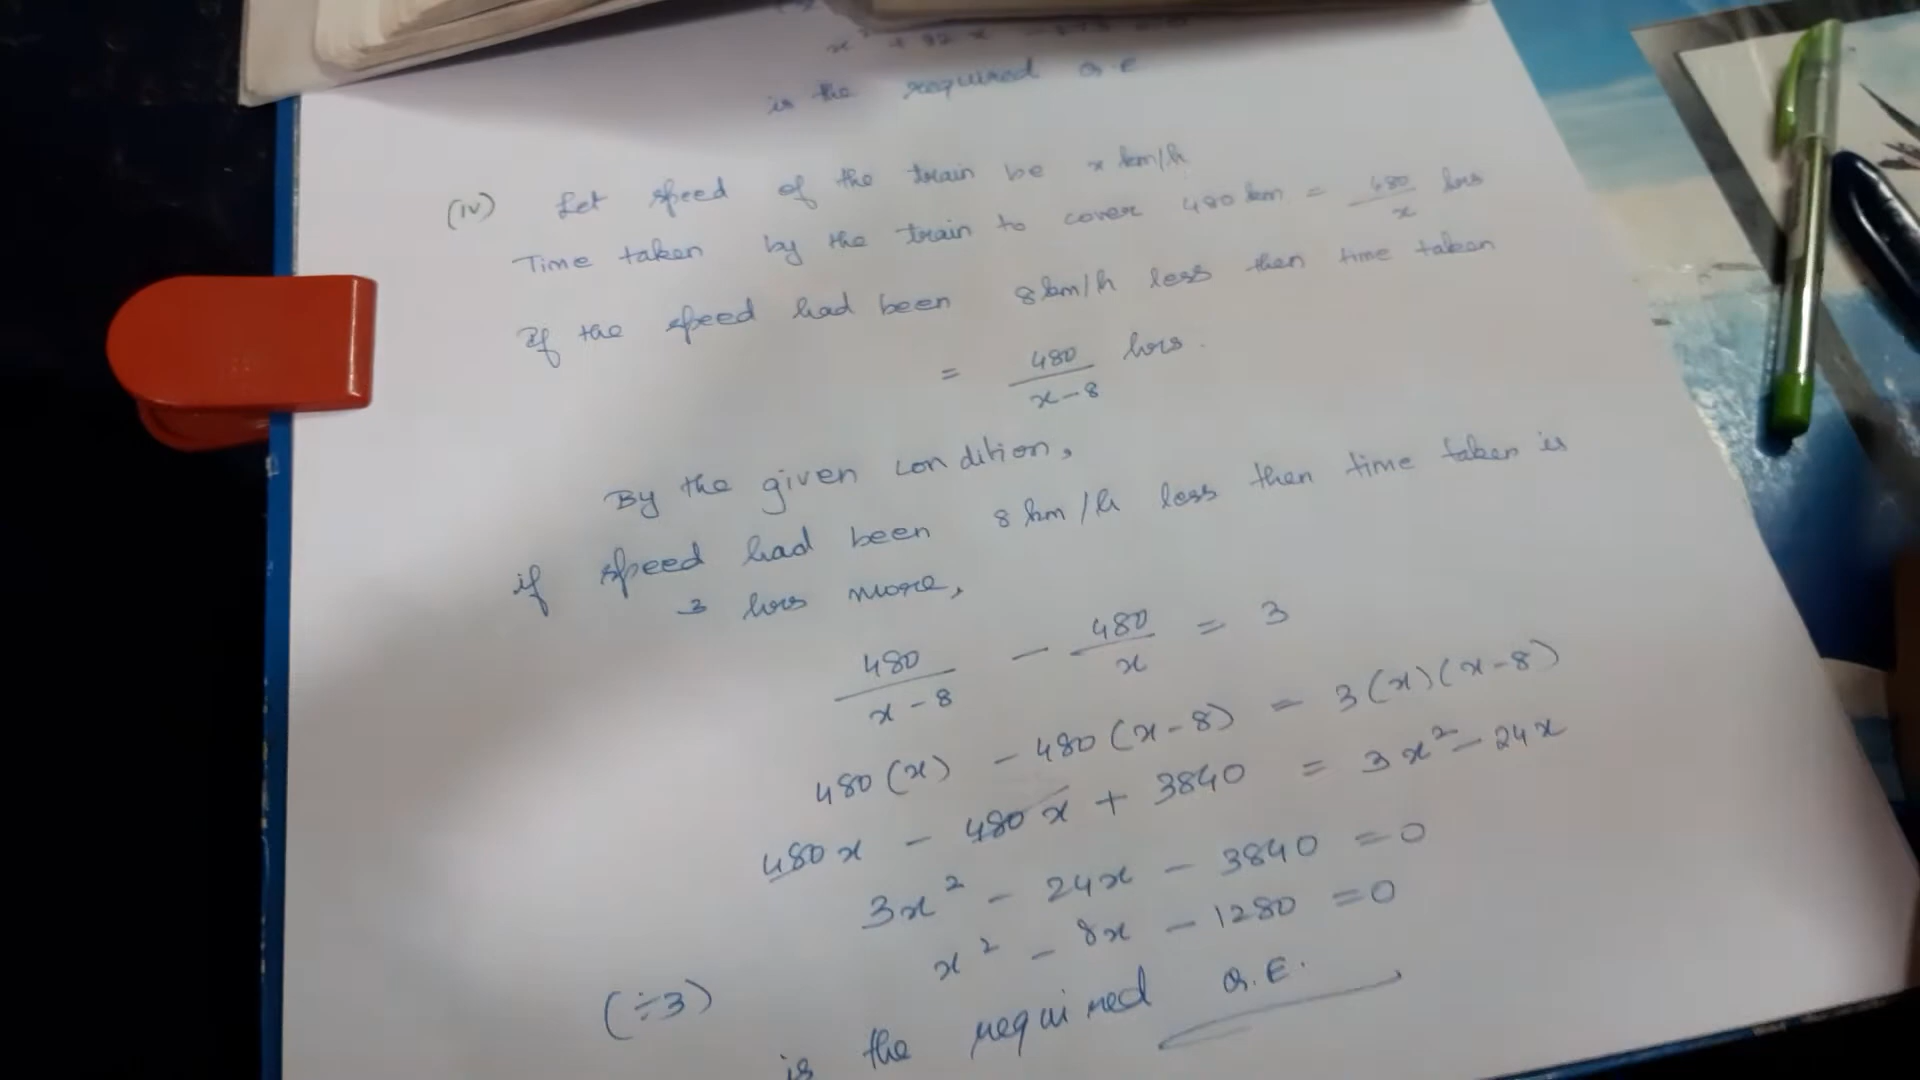 is the required Q.E
(iv) Let speed of the train be x km/h
Time taken by the train to cover 480 km = 480/x hrs
If the speed had been 8 km/h less then time taken
= 480/x-8 hrs.
By the given condition,
if speed had been 8 km/h less then time taken is
3 hrs more,
480/x-8 - 480/x = 3
480(x) - 480(x-8) = 3(x)(x-8)
480x - 480x + 3840 = 3x² - 24x
3x² - 24x - 3840 = 0
(÷3) x² - 8x - 1280 = 0
is the required Q.E.